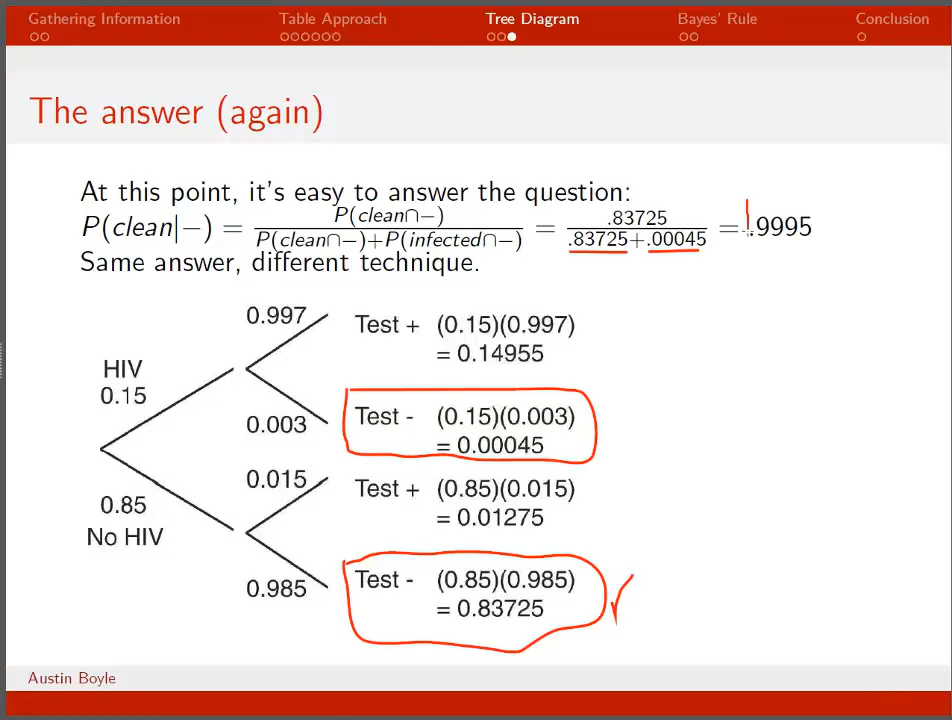 Gathering Information Table Approach Tree Diagram Bayes' Rule Conclusion
The answer (again)
At this point, it's easy to answer the question:
P(clean|−) = P(clean∩−) / P(clean∩−)+P(infected∩−) = .83725 / .83725+.00045 = .9995
Same answer, different technique.
0.997
Test + (0.15)(0.997)
= 0.14955
HIV
0.15
Test - (0.15)(0.003)
0.003
= 0.00045
0.015
Test + (0.85)(0.015)
0.85
= 0.01275
No HIV
Test - (0.85)(0.985)
0.985
= 0.83725
Austin Boyle